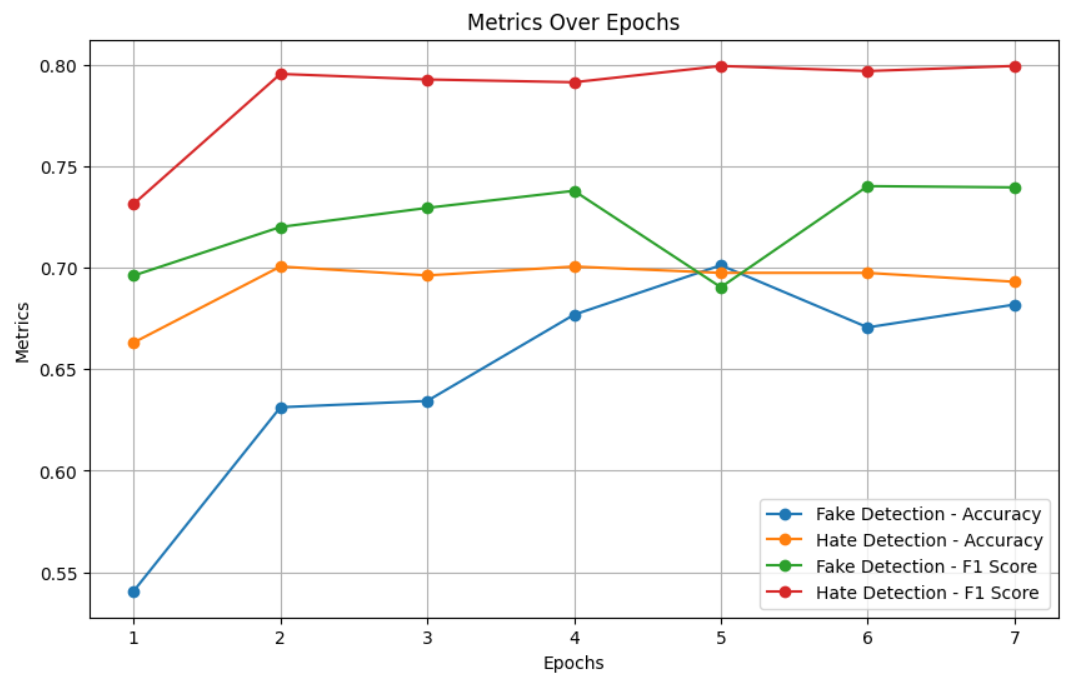 Metrics Over Epochs
0.80
0.75
0.70
0.65
0.60
0.55
Metrics
1 2 3 4 5 6 7
Epochs
Fake Detection - Accuracy
Hate Detection - Accuracy
Fake Detection - F1 Score
Hate Detection - F1 Score